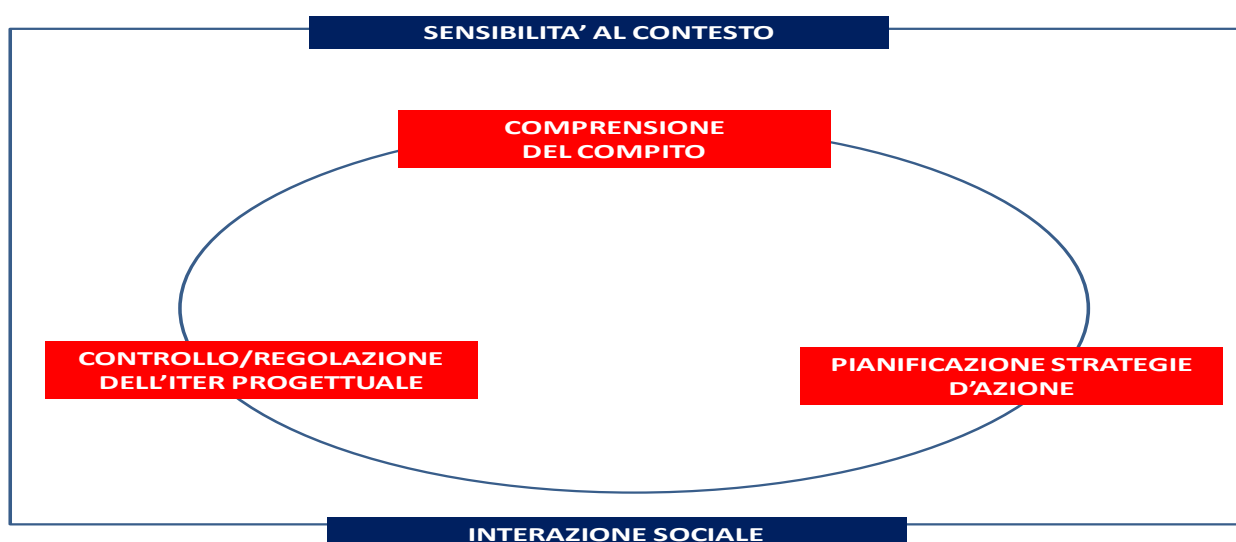 SENSIBILITA’ AL CONTESTO
COMPRENSIONE
DEL COMPITO
CONTROLLO/REGOLAZIONE
DELL’ITER PROGETTUALE
PIANIFICAZIONE STRATEGIE
D’AZIONE
INTERAZIONE SOCIALE